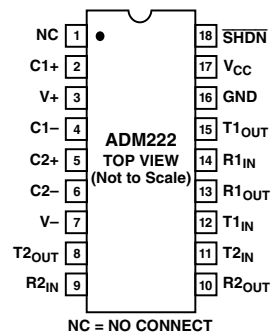 NC 1 18 SHDN
C1+ 2 17 VCC
V+ 3 16 GND
C1– 4 15 T1OUT
ADM222
TOP VIEW
(Not to Scale)
C2+ 5 14 R1IN
C2– 6 13 R1OUT
V– 7 12 T1IN
T2OUT 8 11 T2IN
R2IN 9 10 R2OUT
NC = NO CONNECT